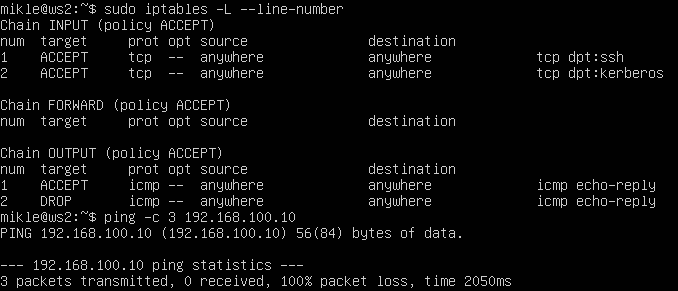 mikle@ws2:~$ sudo iptables -L --line-number
Chain INPUT (policy ACCEPT)
num  target     prot opt source               destination
1    ACCEPT     tcp  --  anywhere             anywhere             tcp dpt:ssh
2    ACCEPT     tcp  --  anywhere             anywhere             tcp dpt:kerberos
Chain FORWARD (policy ACCEPT)
num  target     prot opt source               destination
Chain OUTPUT (policy ACCEPT)
num  target     prot opt source               destination
1    ACCEPT     icmp --  anywhere             anywhere             icmp echo-reply
2    DROP       icmp --  anywhere             anywhere             icmp echo-reply
mikle@ws2:~$ ping -c 3 192.168.100.10
PING 192.168.100.10 (192.168.100.10) 56(84) bytes of data.
--- 192.168.100.10 ping statistics ---
3 packets transmitted, 0 received, 100% packet loss, time 2050ms